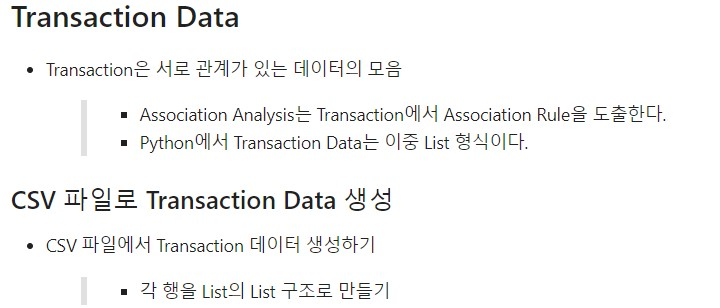 Transaction Data
Transaction은 서로 관계가 있는 데이터의 모음
Association Analysis는 Transaction에서 Association Rule을 도출한다.
Python에서 Transaction Data는 이중 List 형식이다.
CSV 파일로 Transaction Data 생성
CSV 파일에서 Transaction 데이터 생성하기
각 행을 List의 List 구조로 만들기